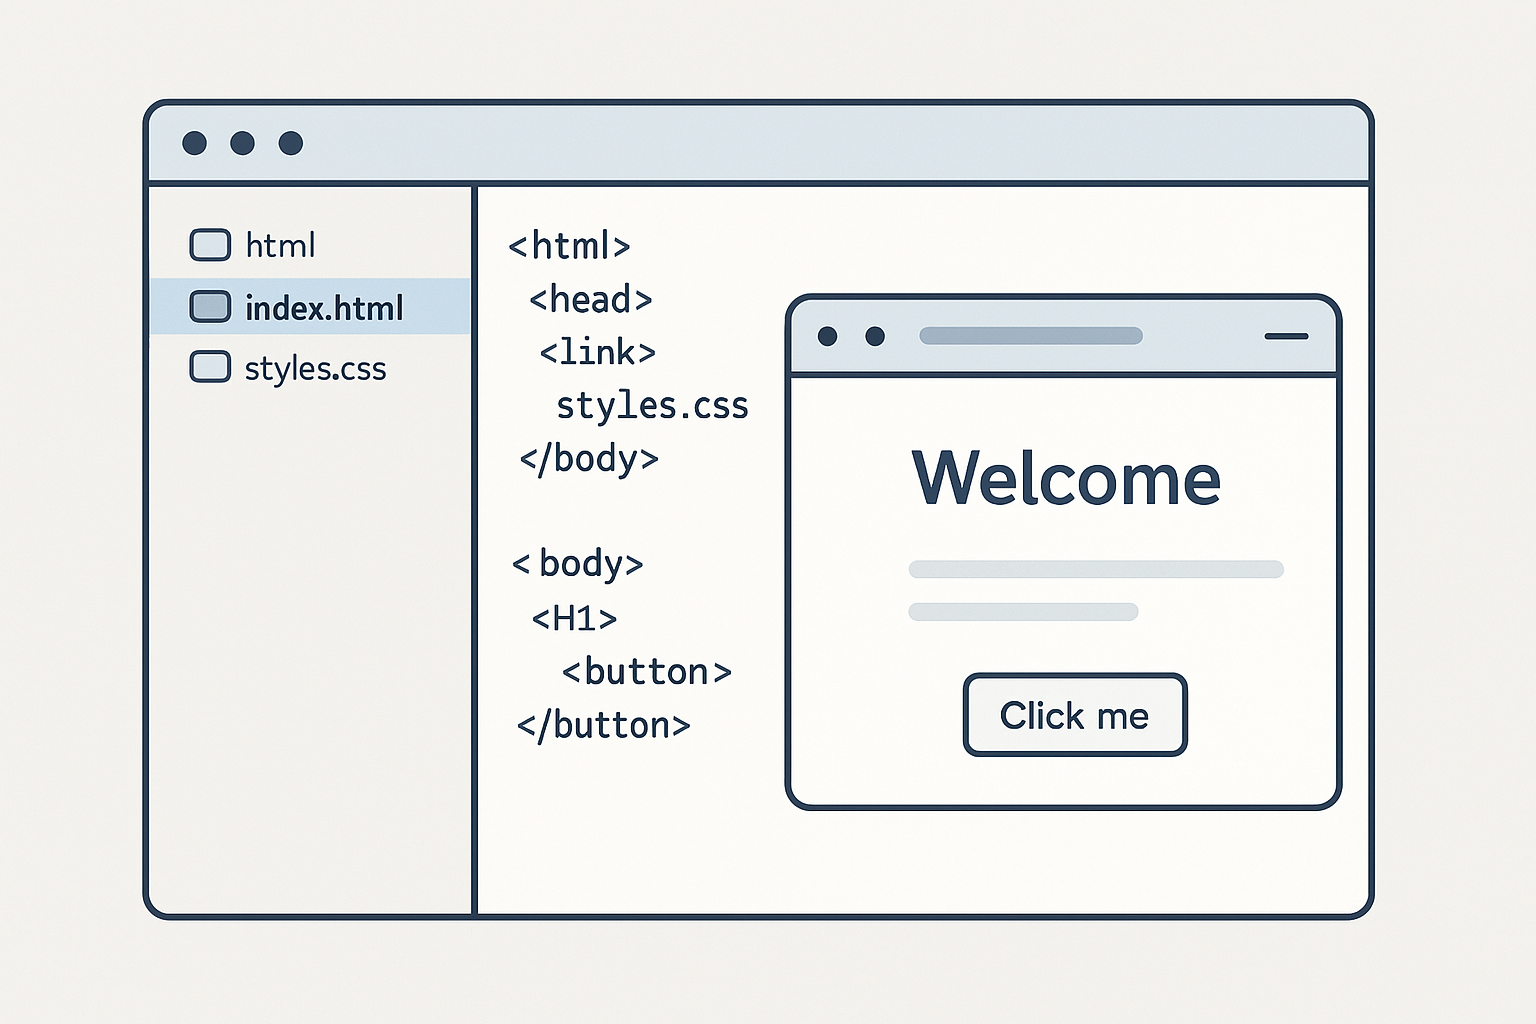 html
index.html
styles.css
<html>
<head>
<link>
styles.css
</body>
< body>
<H1>
<button>
</button>
Welcome
Click me